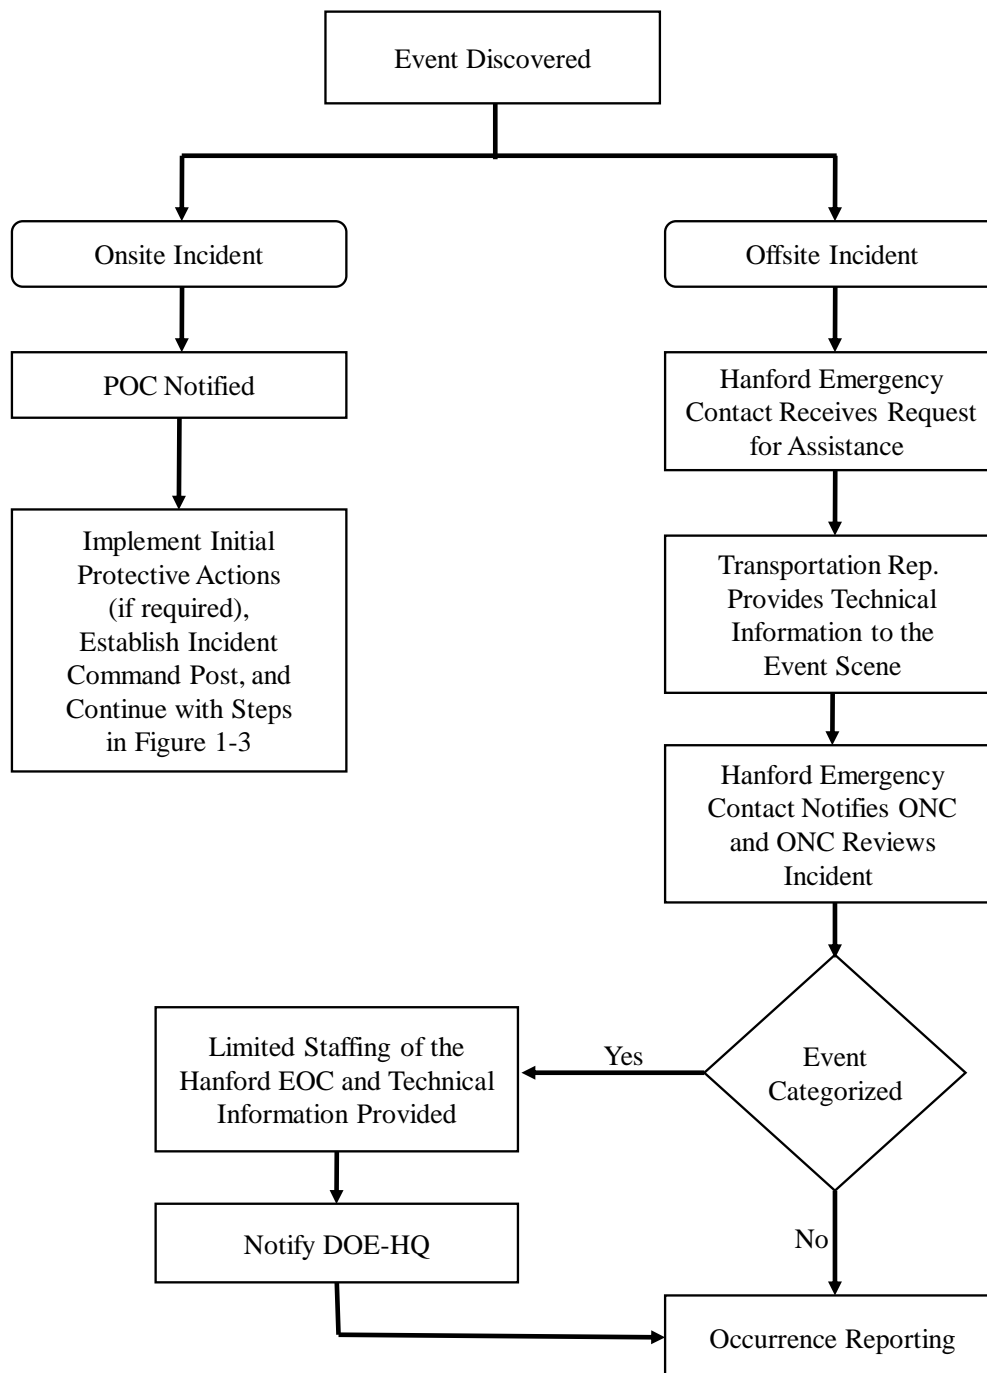 Event Discovered
Onsite Incident
Offsite Incident
POC Notified
Hanford Emergency
Contact Receives Request
for Assistance
Implement Initial
Protective Actions
(if required),
Establish Incident
Command Post, and
Continue with Steps
in Figure 1-3
Transportation Rep.
Provides Technical
Information to the
Event Scene
Hanford Emergency
Contact Notifies ONC
and ONC Reviews
Incident
Event
Categorized
Yes
Limited Staffing of the
Hanford EOC and Technical
Information Provided
Notify DOE-HQ
No
Occurrence Reporting